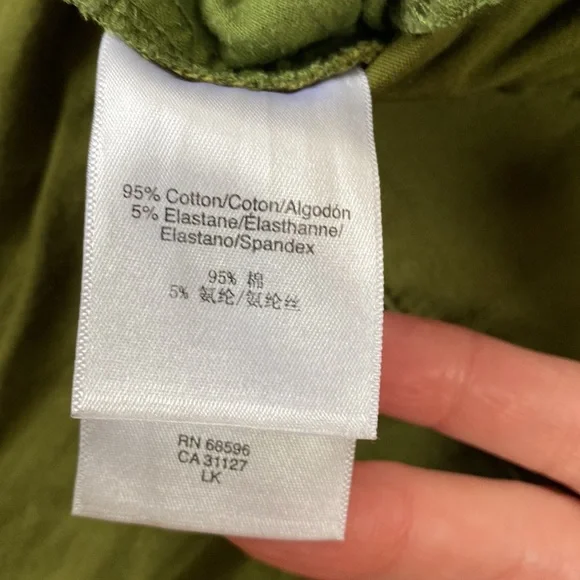 95% Cotton/Coton/Algodón
5% Elastane/Élasthanne/
Elastano/Spandex
95% 棉
5% 氨纶/氨纶丝
RN 68596
CA 31127
LK